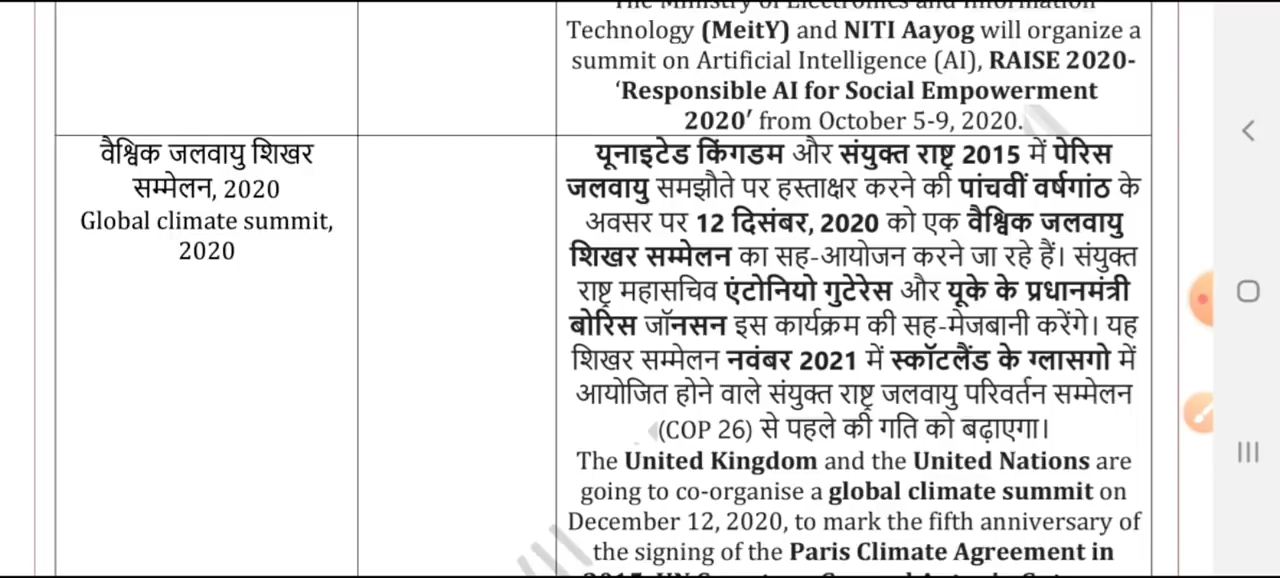 The Ministry of Electronics and Information
Technology (MeitY) and NITI Aayog will organize a
summit on Artificial Intelligence (AI), RAISE 2020-
‘Responsible AI for Social Empowerment
2020’ from October 5-9, 2020.
वैश्विक जलवायु शिखर
सम्मेलन, 2020
Global climate summit,
2020
यूनाइटेड किंगडम और संयुक्त राष्ट्र 2015 में पेरिस
जलवायु समझौते पर हस्ताक्षर करने की पांचवीं वर्षगांठ के
अवसर पर 12 दिसंबर, 2020 को एक वैश्विक जलवायु
शिखर सम्मेलन का सह-आयोजन करने जा रहे हैं। संयुक्त
राष्ट्र महासचिव एंटोनियो गुटेरेस और यूके के प्रधानमंत्री
बोरिस जॉनसन इस कार्यक्रम की सह-मेजबानी करेंगे। यह
शिखर सम्मेलन नवंबर 2021 में स्कॉटलैंड के ग्लासगो में
आयोजित होने वाले संयुक्त राष्ट्र जलवायु परिवर्तन सम्मेलन
(COP 26) से पहले की गति को बढ़ाएगा।
The United Kingdom and the United Nations are
going to co-organise a global climate summit on
December 12, 2020, to mark the fifth anniversary of
the signing of the Paris Climate Agreement in